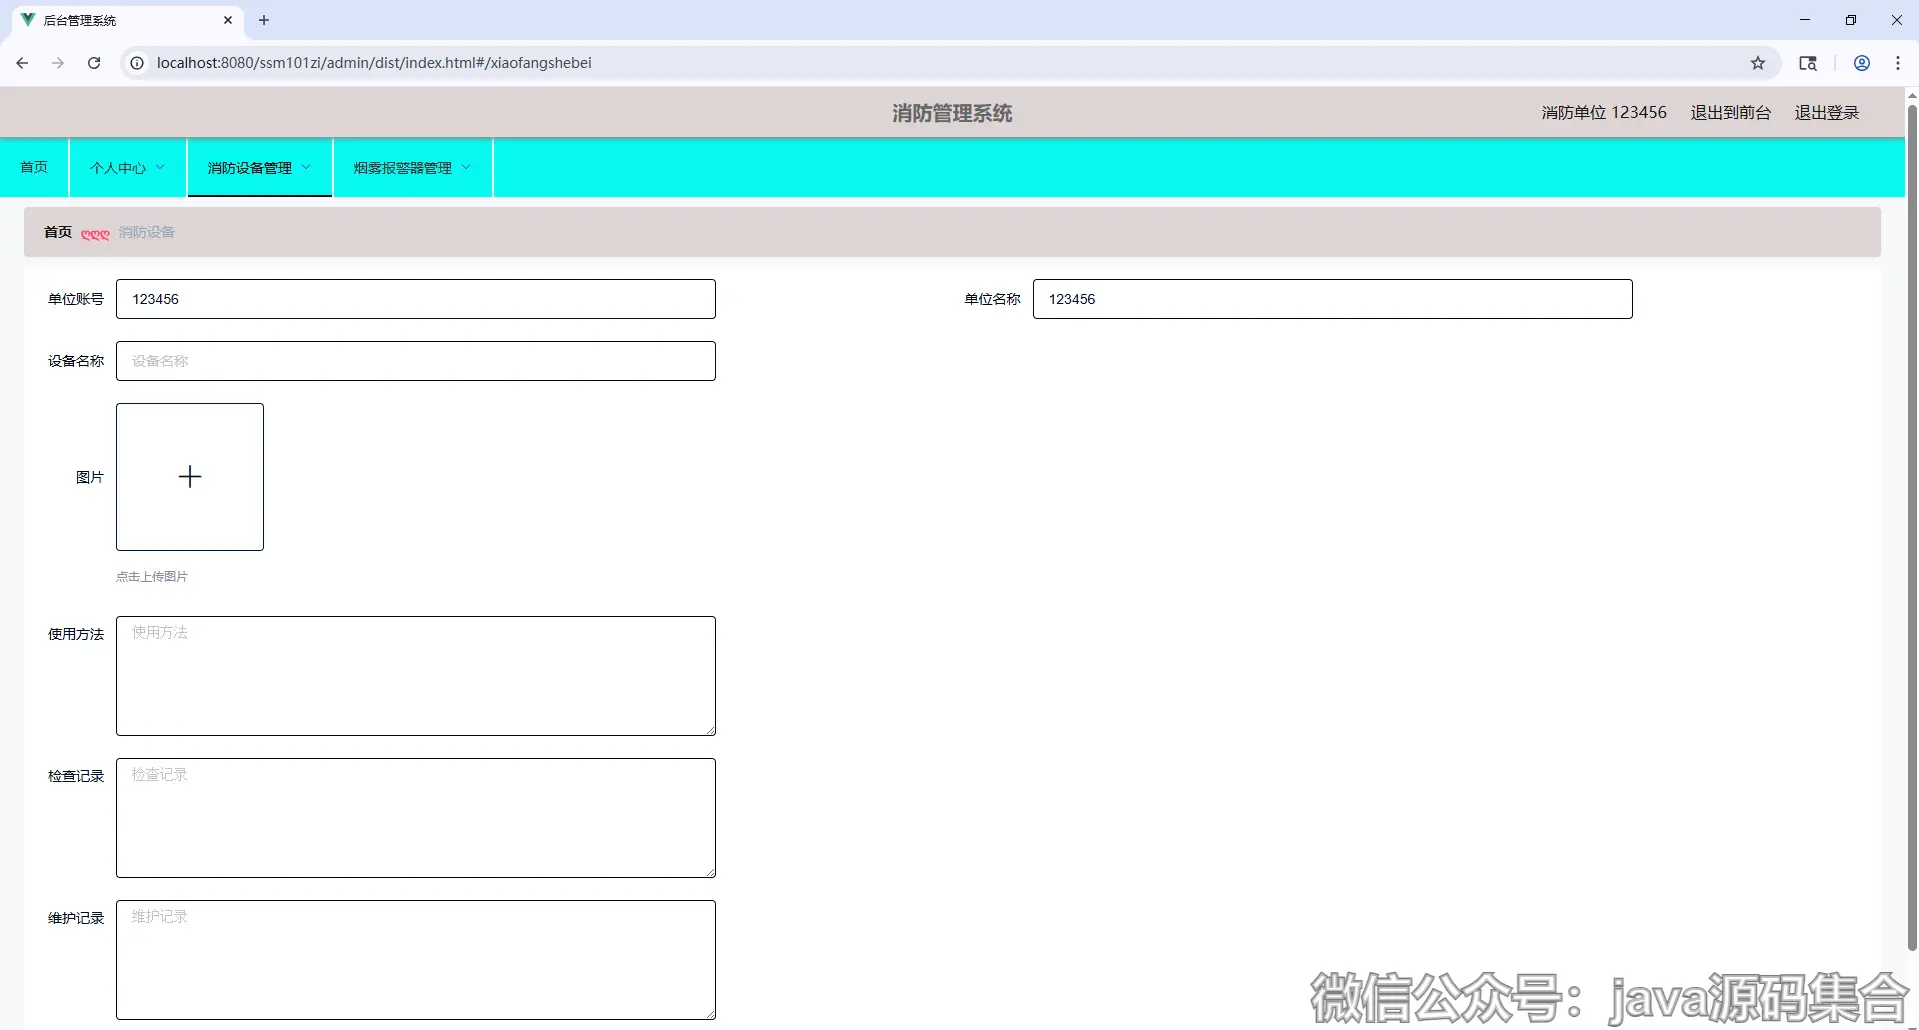 后台管理系统
localhost:8080/ssm101zi/admin/dist/index.html#/xiaofangshebei
消防管理系统
消防单位 123456 退出到前台 退出登录
首页 个人中心 消防设备管理 烟雾报警器管理
首页 ღღღ 消防设备
单位账号 123456 单位名称 123456
设备名称 设备名称
图片
点击上传图片
使用方法 使用方法
检查记录 检查记录
维护记录 维护记录
微信公众号：java源码集合